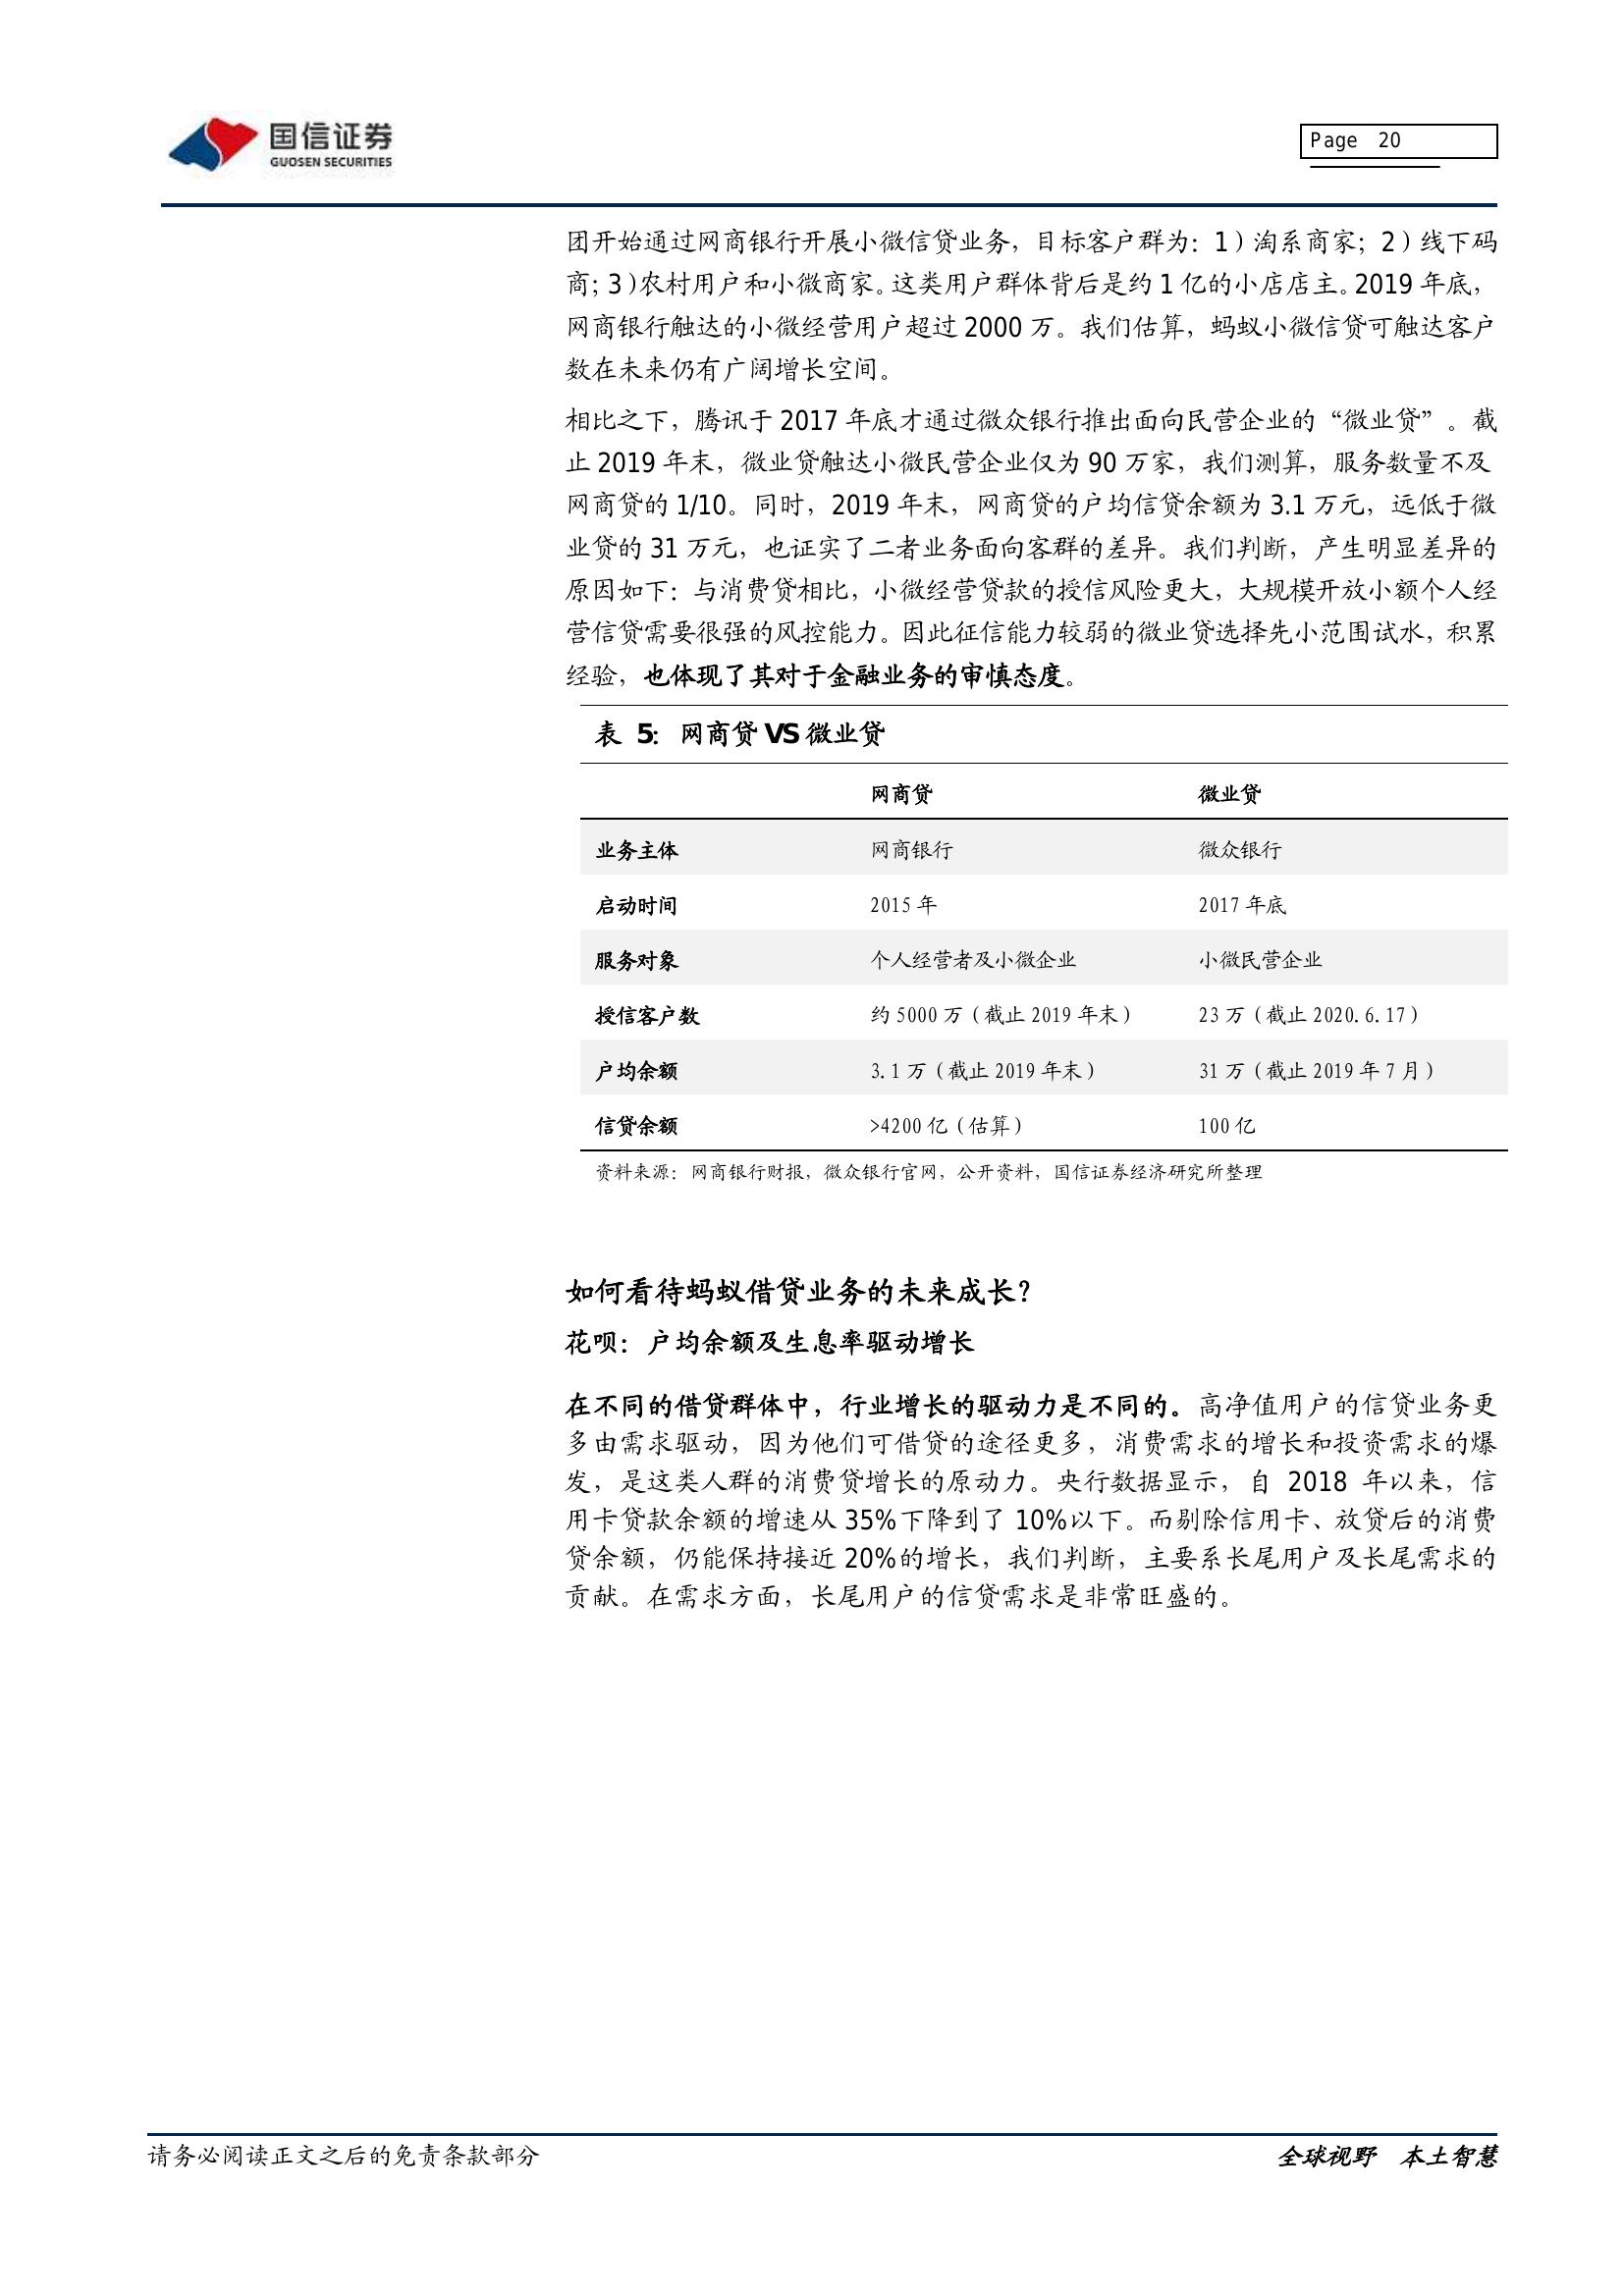 国信证券
GUOSEN SECURITIES
Page 20
团开始通过网商银行开展小微信贷业务，目标客户群为：1）淘系商家；2）线下码
商；3）农村用户和小微商家。这类用户群体背后是约 1 亿的小店店主。2019 年底，
网商银行触达的小微经营用户超过 2000 万。我们估算，蚂蚁小微信贷可触达客户
数在未来仍有广阔增长空间。
相比之下，腾讯于 2017 年底才通过微众银行推出面向民营企业的“微业贷”。截
止 2019 年末，微业贷触达小微民营企业仅为 90 万家，我们测算，服务数量不及
网商贷的 1/10。同时，2019 年末，网商贷的户均信贷余额为 3.1 万元，远低于微
业贷的 31 万元，也证实了二者业务面向客群的差异。我们判断，产生明显差异的
原因如下：与消费贷相比，小微经营贷款的授信风险更大，大规模开放小额个人经
营信贷需要很强的风控能力。因此征信能力较弱的微业贷选择先小范围试水，积累
经验，也体现了其对于金融业务的审慎态度。
表 5：网商贷 VS 微业贷
网商贷 微业贷
业务主体 网商银行 微众银行
启动时间 2015 年 2017 年底
服务对象 个人经营者及小微企业 小微民营企业
授信客户数 约 5000 万（截止 2019 年末） 23 万（截止 2020.6.17）
户均余额 3.1 万（截止 2019 年末） 31 万（截止 2019 年 7 月）
信贷余额 >4200 亿（估算） 100 亿
资料来源：网商银行财报，微众银行官网，公开资料，国信证券经济研究所整理
如何看待蚂蚁借贷业务的未来成长？
花呗：户均余额及生息率驱动增长
在不同的借贷群体中，行业增长的驱动力是不同的。高净值用户的信贷业务更
多由需求驱动，因为他们可借贷的途径更多，消费需求的增长和投资需求的爆
发，是这类人群的消费贷增长的原动力。央行数据显示，自 2018 年以来，信
用卡贷款余额的增速从 35%下降到了 10%以下。而剔除信用卡、放贷后的消费
贷余额，仍能保持接近 20%的增长，我们判断，主要系长尾用户及长尾需求的
贡献。在需求方面，长尾用户的信贷需求是非常旺盛的。
请务必阅读正文之后的免责条款部分
全球视野 本土智慧